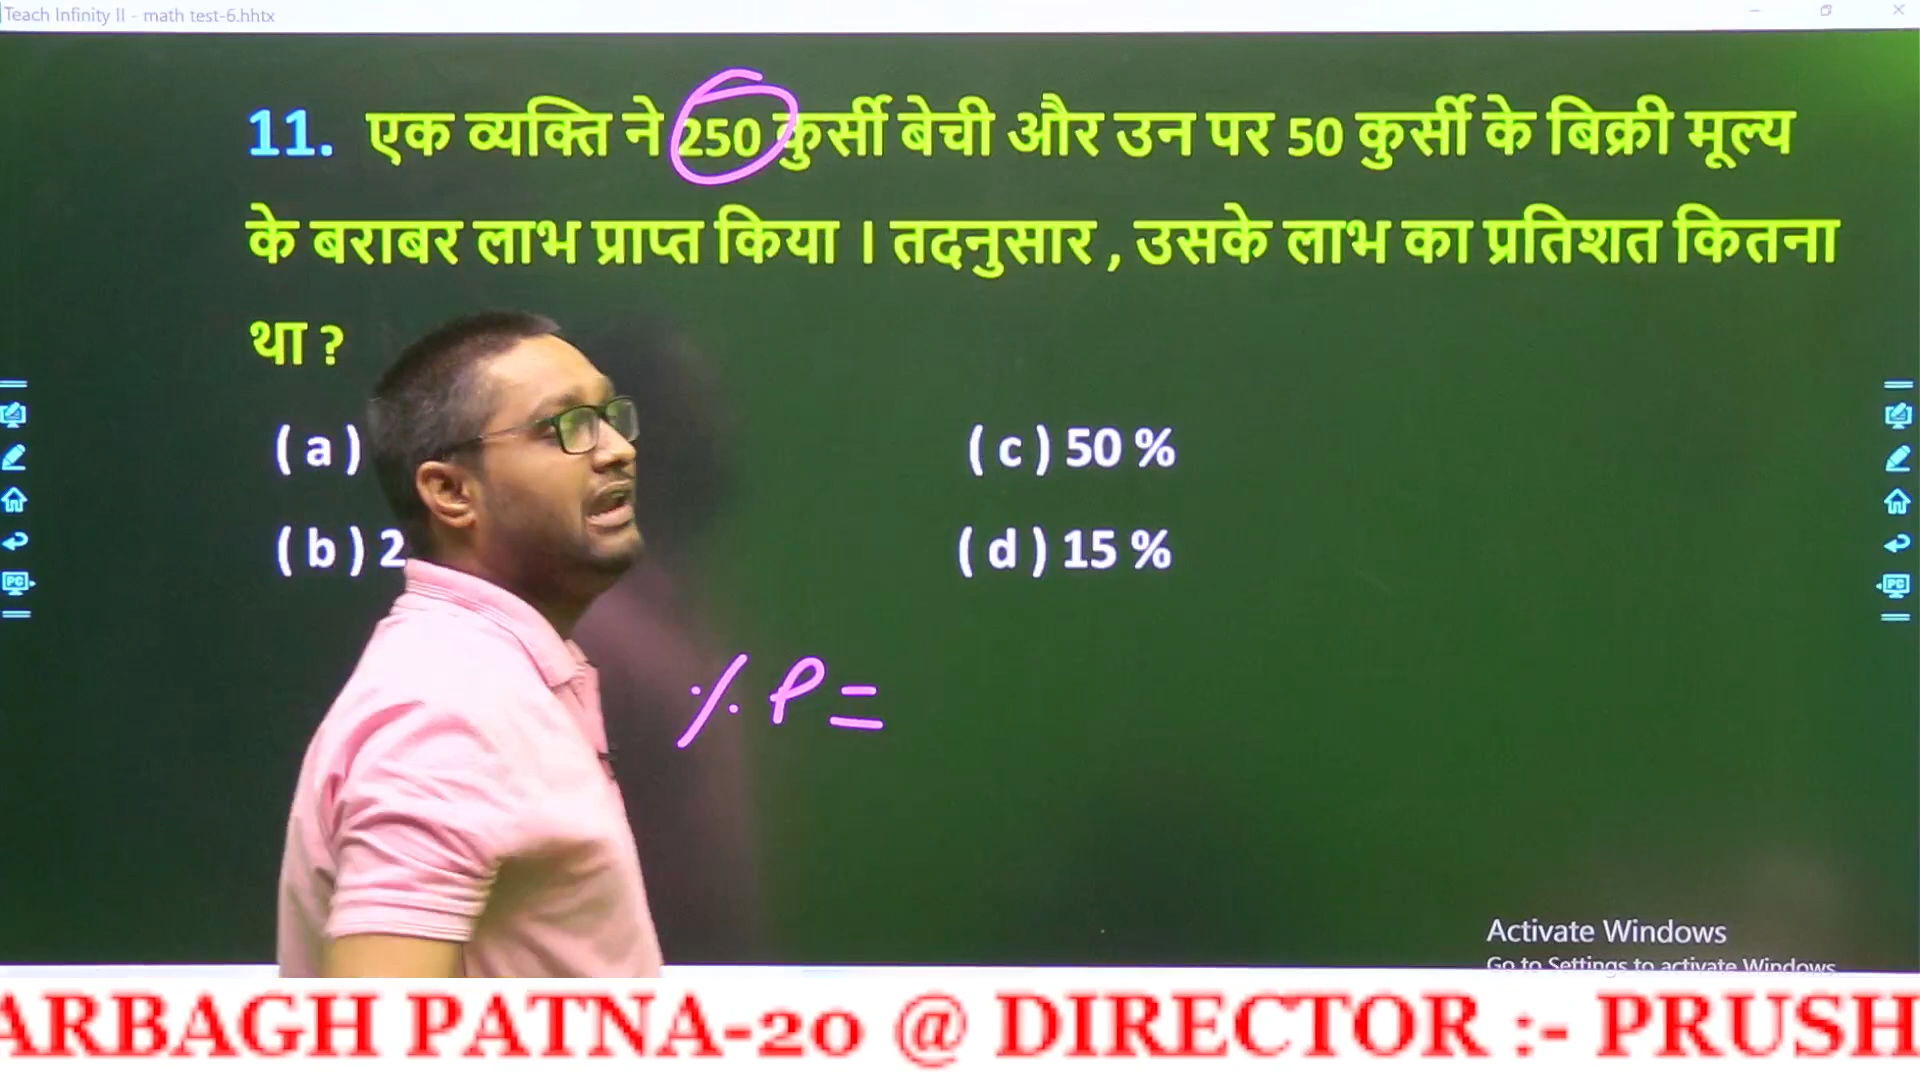 Teach Infinity II - math test-6.hhtx
11. एक व्यक्ति ने 250 कुर्सी बेची और उन पर 50 कुर्सी के बिक्री मूल्य
के बराबर लाभ प्राप्त किया । तदनुसार , उसके लाभ का प्रतिशत कितना
था ?
( a )
( c ) 50 %
( b ) 2
( d ) 15 %
% P =
Activate Windows
Go to Settings to activate Windows
ARBAGH PATNA-20 @ DIRECTOR :- PRUSH